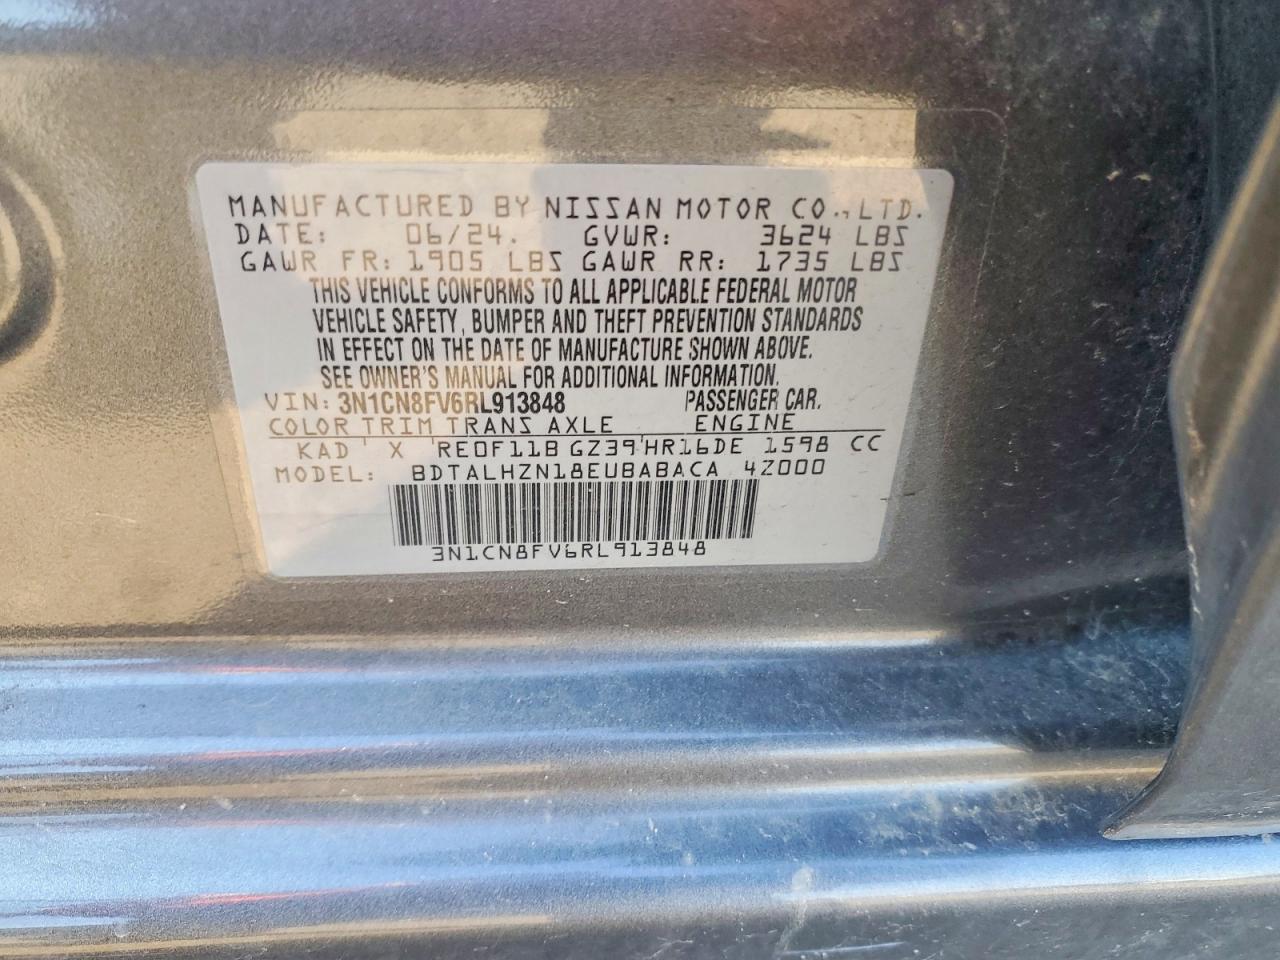 MANUFACTURED BY NISSAN MOTOR CO., LTD.
DATE: 06/24. GVWR: 3624 LBS
GAWR FR: 1905 LBS GAWR RR: 1735 LBS
THIS VEHICLE CONFORMS TO ALL APPLICABLE FEDERAL MOTOR
VEHICLE SAFETY, BUMPER AND THEFT PREVENTION STANDARDS
IN EFFECT ON THE DATE OF MANUFACTURE SHOWN ABOVE.
SEE OWNER'S MANUAL FOR ADDITIONAL INFORMATION.
VIN: 3N1CN8FV6RL913848 PASSENGER CAR.
COLOR TRIM TRANS AXLE ENGINE
KAD X RE0F11B GZ39 HR16DE 1598 CC
MODEL: BDTALHZN18EUBABACA 4Z000
3N1CN8FV6RL913848